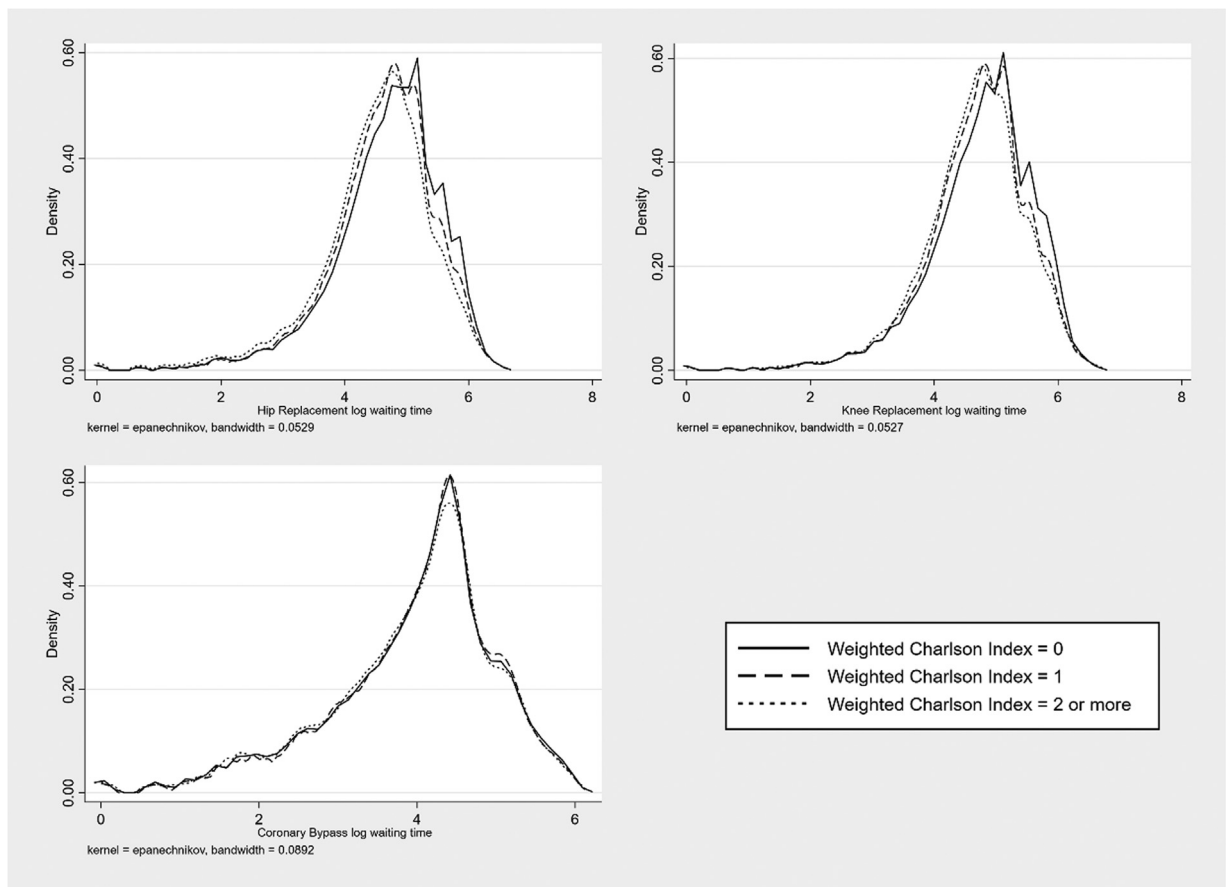 0.60
0.40
0.20
0.00
Density
0 2 4 6 8
Hip Replacement log waiting time
kernel = epanechnikov, bandwidth = 0.0529
0.60
0.40
0.20
0.00
Density
0 2 4 6 8
Knee Replacement log waiting time
kernel = epanechnikov, bandwidth = 0.0527
0.60
0.40
0.20
0.00
Density
0 2 4 6
Coronary Bypass log waiting time
kernel = epanechnikov, bandwidth = 0.0892
Weighted Charlson Index = 0
Weighted Charlson Index = 1
Weighted Charlson Index = 2 or more